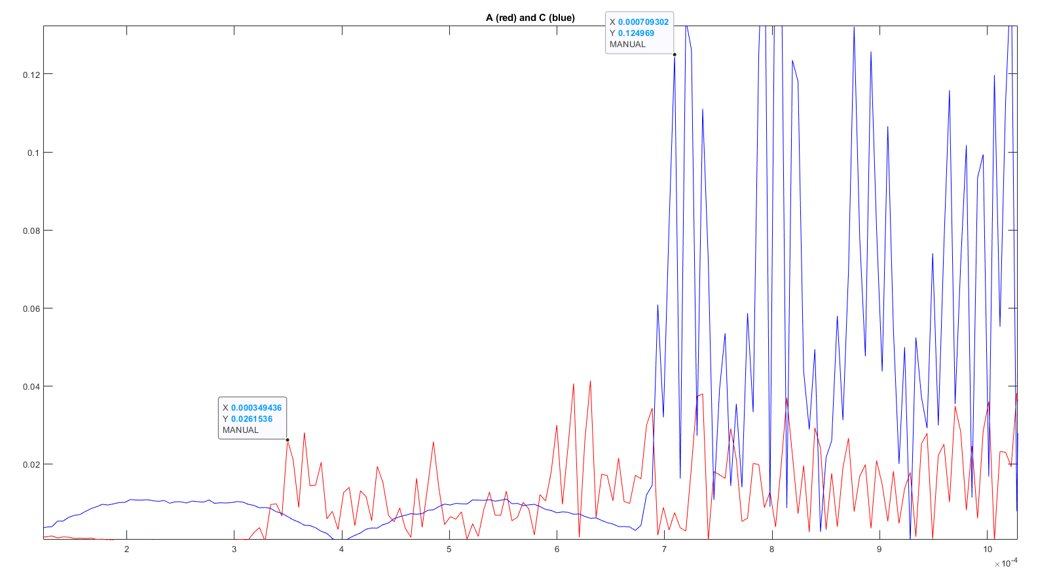 A (red) and C (blue)
X 0.000709302
Y 0.124969
MANUAL
0.12
0.1
0.08
0.06
0.04
X 0.000349436
Y 0.0261536
MANUAL
0.02
2 3 4 5 6 7 8 9 10
×10⁻⁴